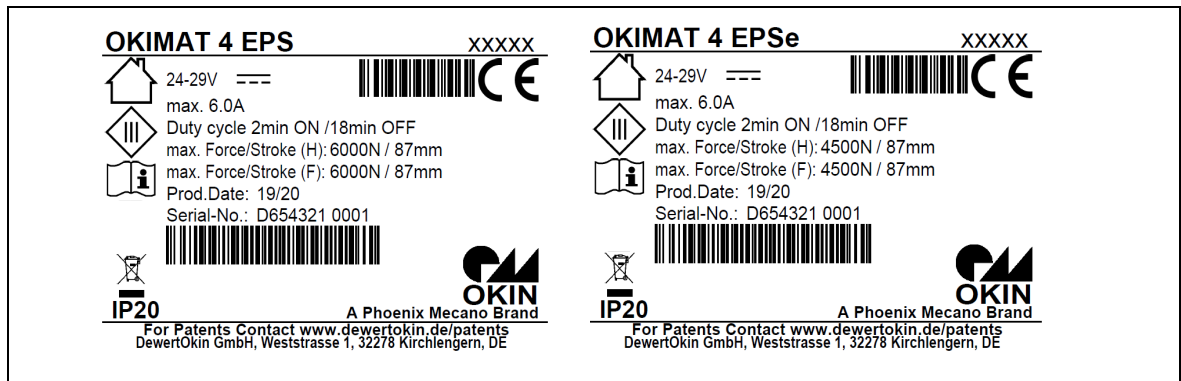 OKIMAT 4 EPS xxxxx
24-29V
CE
max. 6.0A
Duty cycle 2min ON /18min OFF
max. Force/Stroke (H): 6000N / 87mm
max. Force/Stroke (F): 6000N / 87mm
Prod.Date: 19/20
Serial-No.: D654321 0001
OKIN
IP20
A Phoenix Mecano Brand
For Patents Contact www.dewertokin.de/patents
DewertOkin GmbH, Weststrasse 1, 32278 Kirchlengern, DE
OKIMAT 4 EPSe xxxxx
24-29V
CE
max. 6.0A
Duty cycle 2min ON /18min OFF
max. Force/Stroke (H): 4500N / 87mm
max. Force/Stroke (F): 4500N / 87mm
Prod.Date: 19/20
Serial-No.: D654321 0001
OKIN
IP20
A Phoenix Mecano Brand
For Patents Contact www.dewertokin.de/patents
DewertOkin GmbH, Weststrasse 1, 32278 Kirchlengern, DE